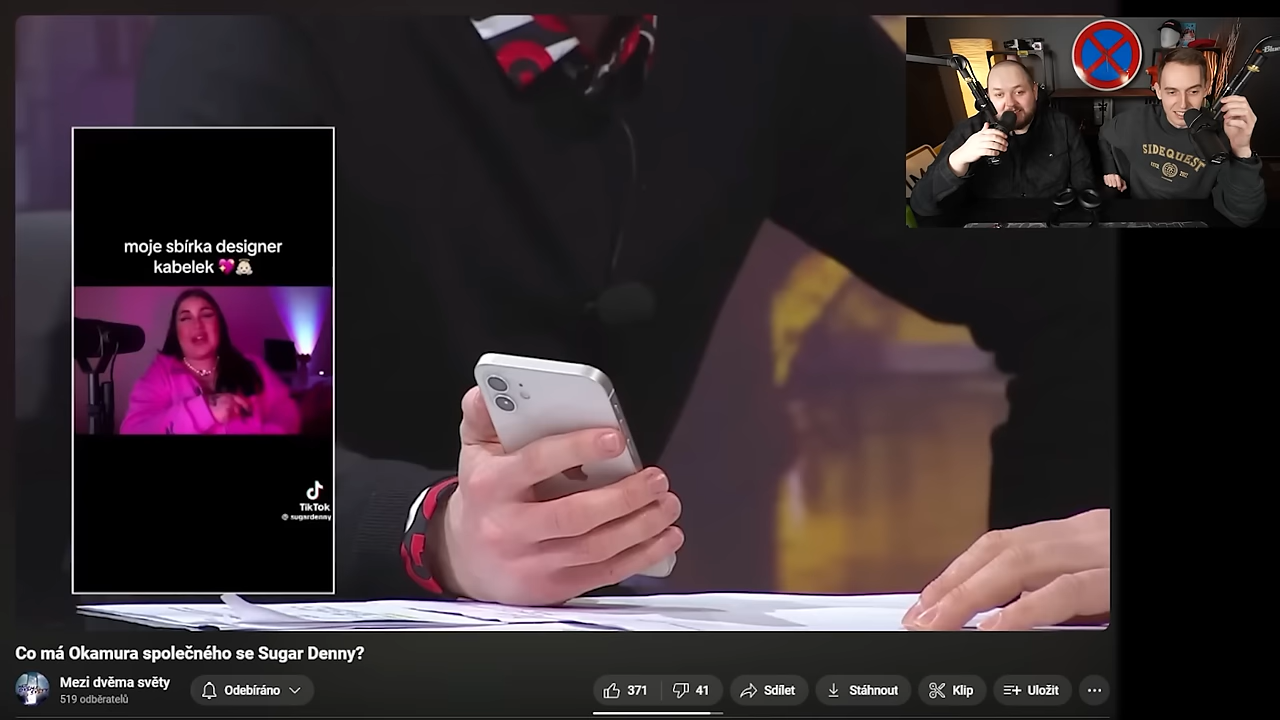 SIDEQUEST
moje sbírka designer
kabelek 💖👼🏼
TikTok
sugardenny
Co má Okamura společného se Sugar Denny?
Mezi dvěma světy
519 odběratelů
Odebíráno
371
41
Sdílet
Stáhnout
Klip
Uložit